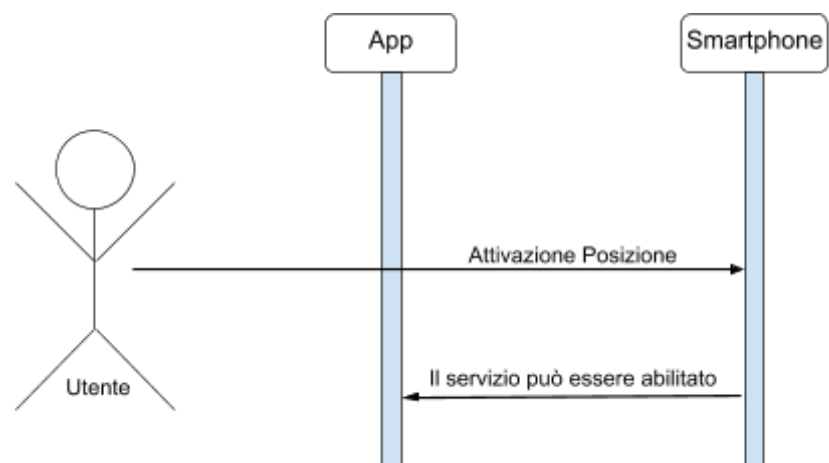 App
Smartphone
Attivazione Posizione
Il servizio può essere abilitato
Utente